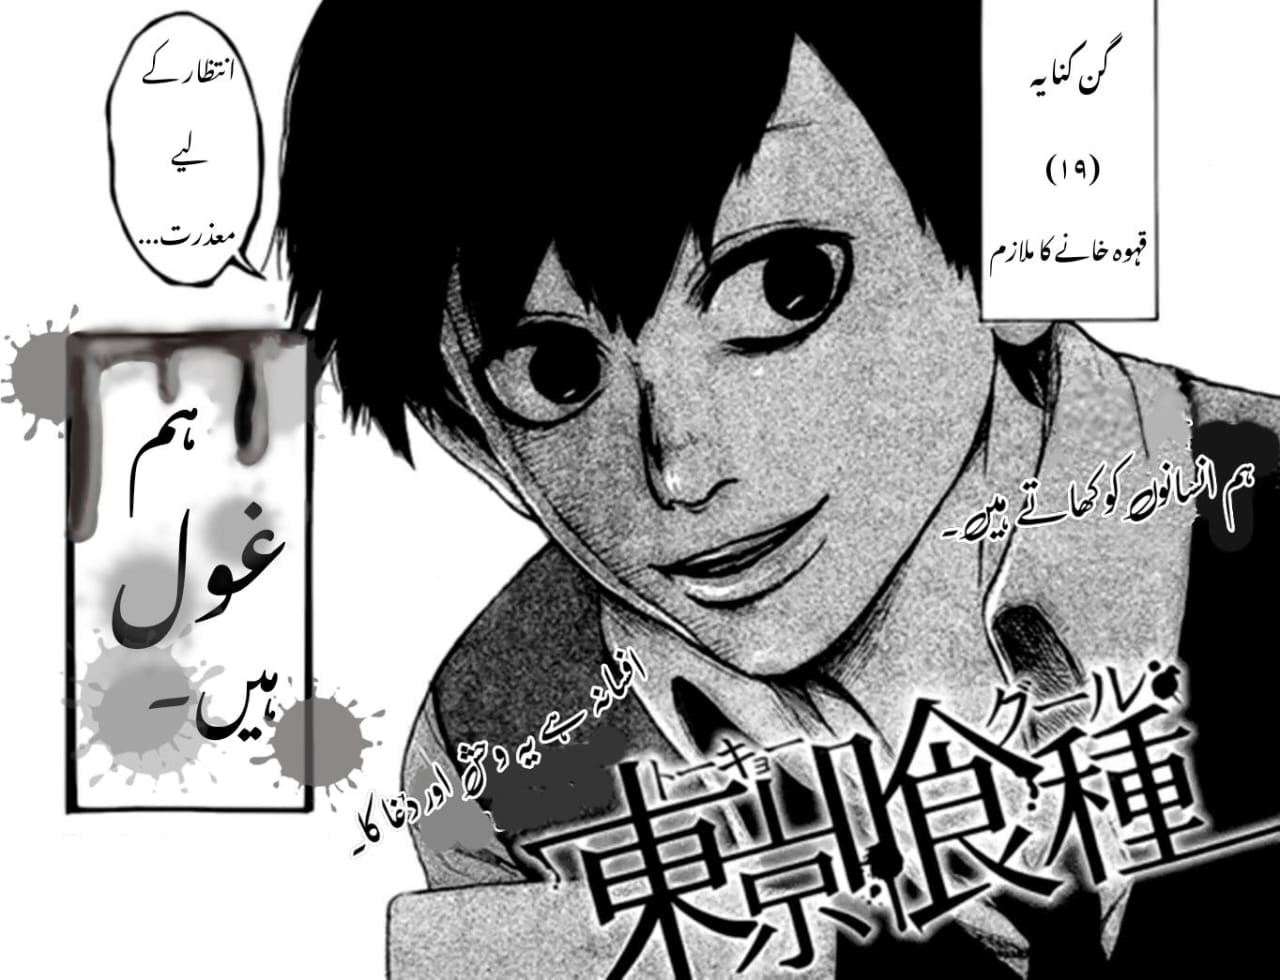 گن کنایہ
(۱۹)
قہوہ خانے کا ملازم
انتظار کے
لیے
معذرت...
ہم
غول
ہیں۔
ہم انسانوں کو کھاتے ہیں۔
افسانہ ہے یہ وحش اور دغا کا۔
トーキョー
グール
東京喰種